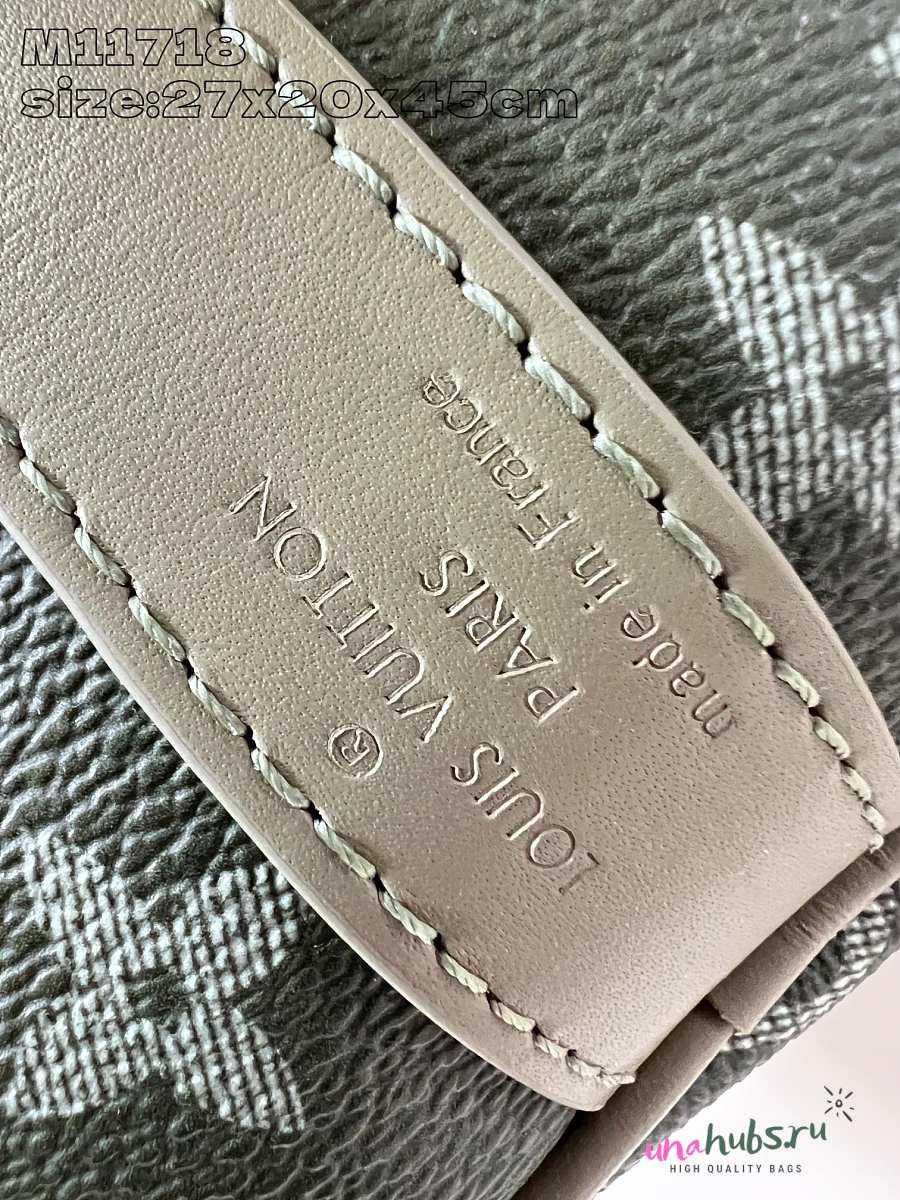 M11718
size:27x20x45cm
LOUIS VUITTON ®
PARIS
made in France
unahubs.ru
HIGH QUALITY BAGS